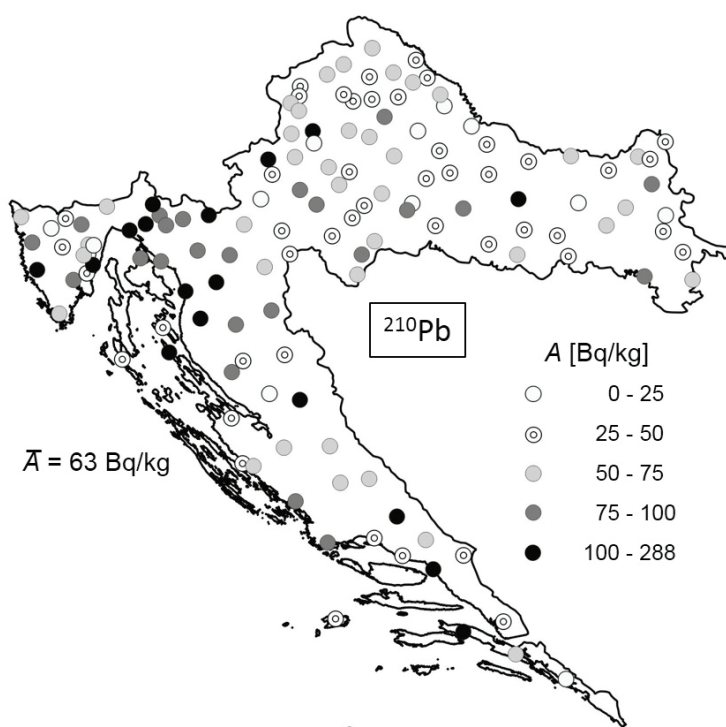 ²¹⁰Pb
A [Bq/kg]
0 - 25
25 - 50
50 - 75
75 - 100
100 - 288
A̅ = 63 Bq/kg